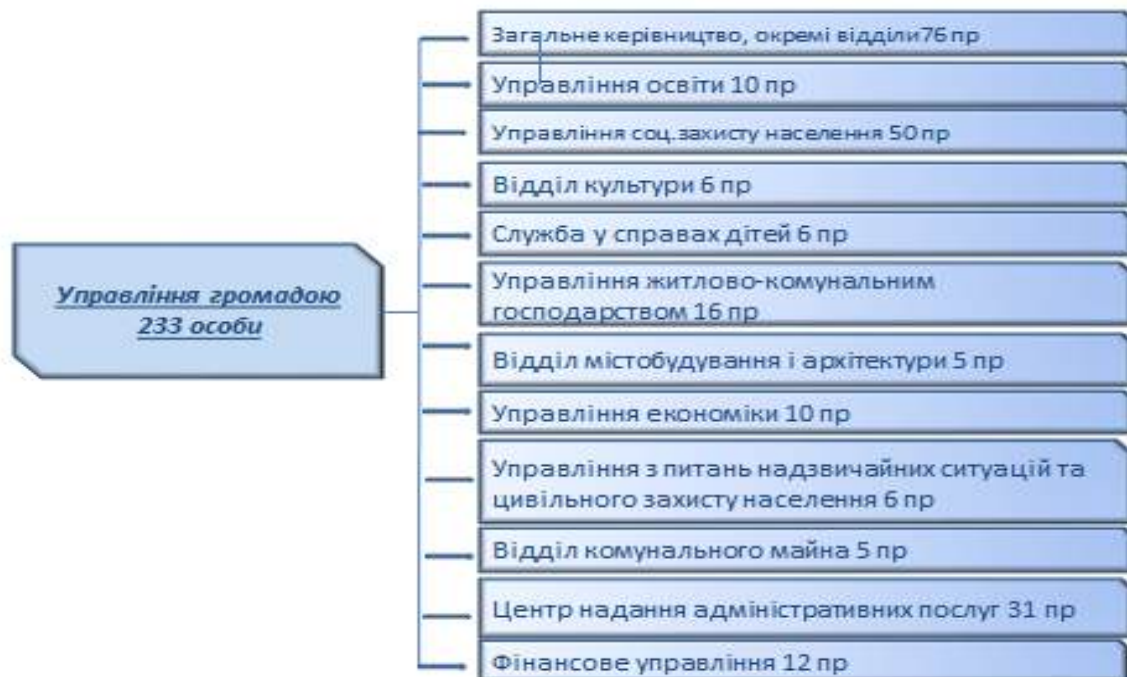 Загальне керівництво, окремі відділи76 пр
Управління освіти 10 пр
Управління соц.захисту населення 50 пр
Відділ культури 6 пр
Служба у справах дітей 6 пр
Управління громадою
233 особи
Управління житлово-комунальним
господарством 16 пр
Відділ містобудування і архітектури 5 пр
Управління економіки 10 пр
Управління з питань надзвичайних ситуацій та
цивільного захисту населення 6 пр
Відділ комунального майна 5 пр
Центр надання адміністративних послуг 31 пр
Фінансове управління 12 пр